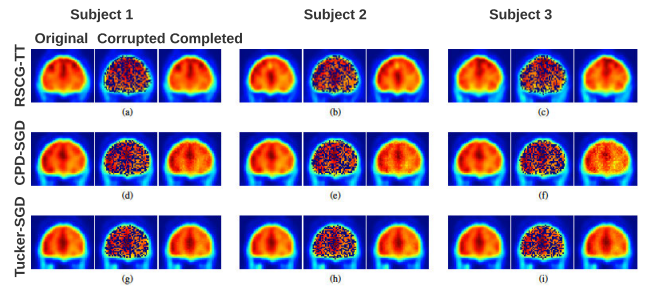 Subject 1 Subject 2 Subject 3
Original Corrupted Completed
RSCG-TT
(a) (b) (c)
CPD-SGD
(d) (e) (f)
Tucker-SGD
(g) (h) (i)